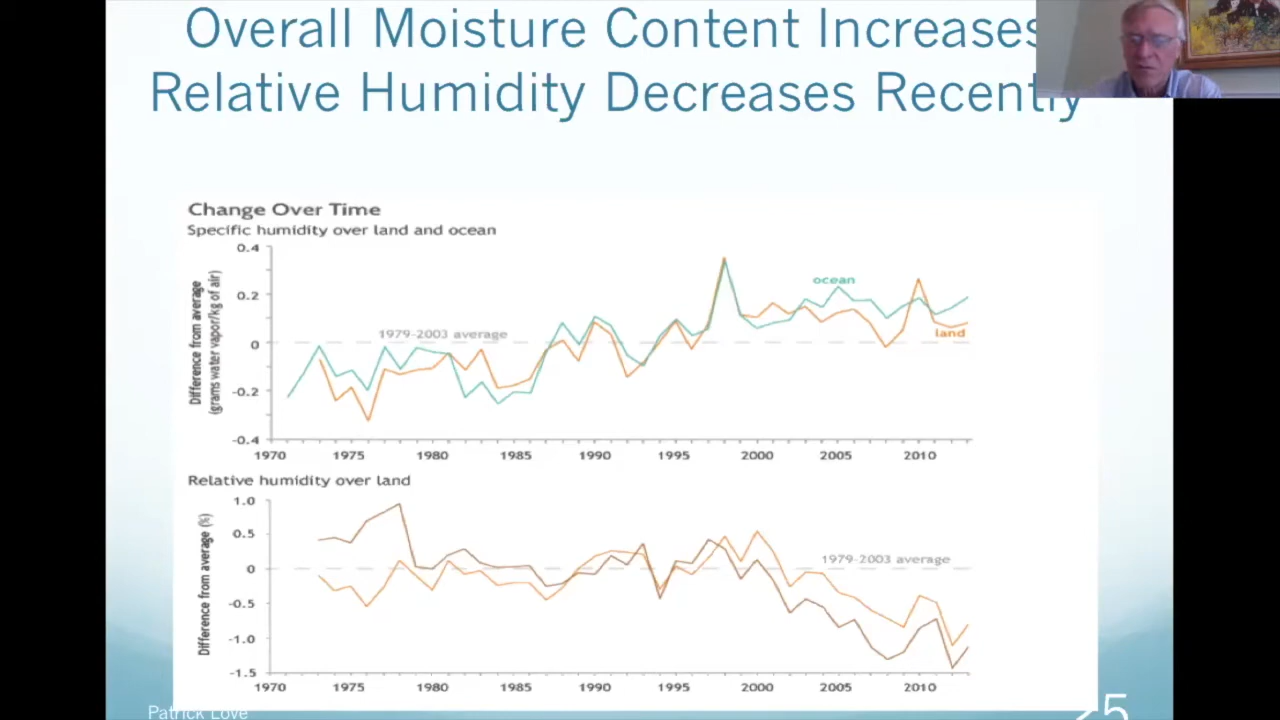 Overall Moisture Content Increases
Relative Humidity Decreases Recently
Change Over Time
Specific humidity over land and ocean
Difference from average
(grams water vapor/kg of air)
0.4
0.2
0
-0.2
-0.4
1979-2003 average
ocean
land
1970 1975 1980 1985 1990 1995 2000 2005 2010
Relative humidity over land
Difference from average (%)
1.0
0.5
0
-0.5
-1.0
-1.5
1979-2003 average
1970 1975 1980 1985 1990 1995 2000 2005 2010
Patrick Love
25